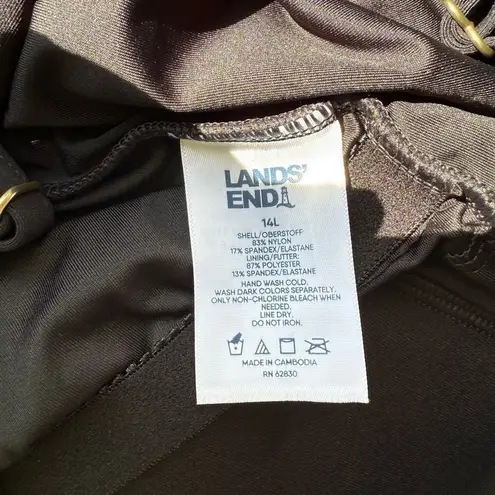 LANDS'
END
14L
SHELL/OBERSTOFF
83% NYLON
17% SPANDEX/ELASTANE
LINING/FUTTER:
87% POLYESTER
13% SPANDEX/ELASTANE
HAND WASH COLD.
WASH DARK COLORS SEPARATELY.
ONLY NON-CHLORINE BLEACH WHEN
NEEDED.
LINE DRY.
DO NOT IRON.
MADE IN CAMBODIA
RN 62830